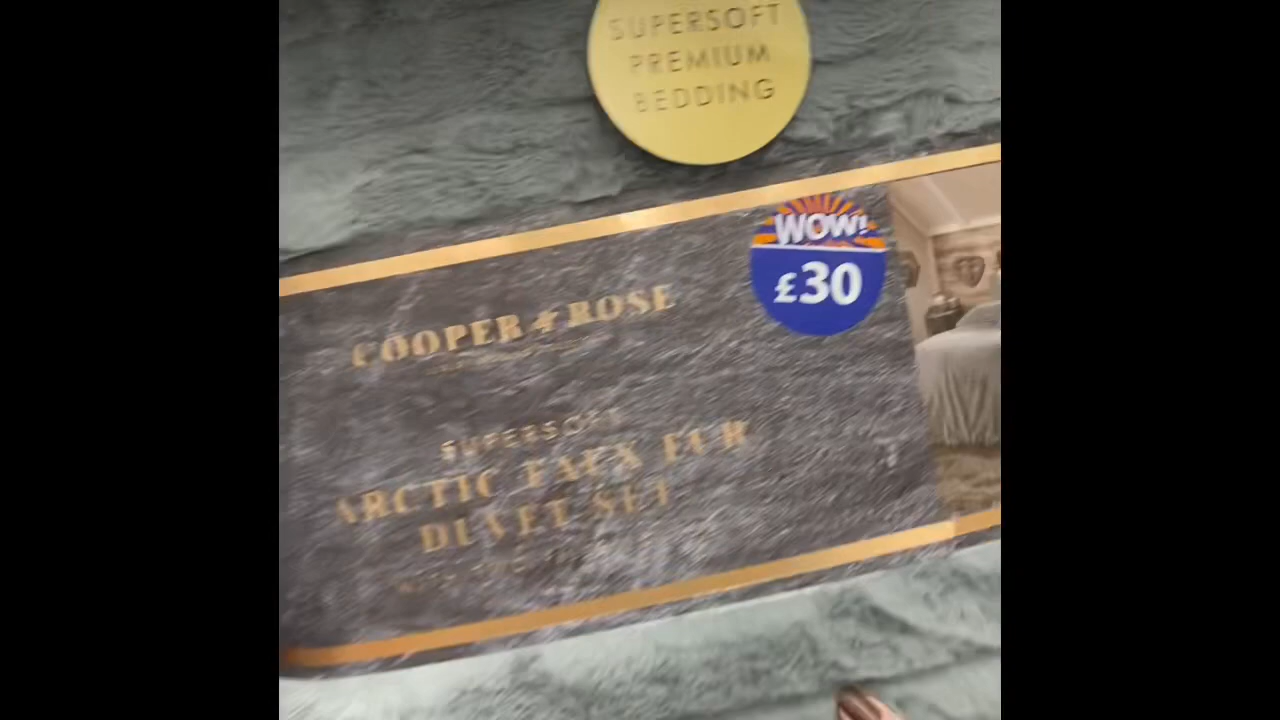 SUPERSOFT
PREMIUM
BEDDING
WOW!
£30
COOPER & ROSE
SUPERSOFT
ARCTIC FAUX FUR
DUVET SET